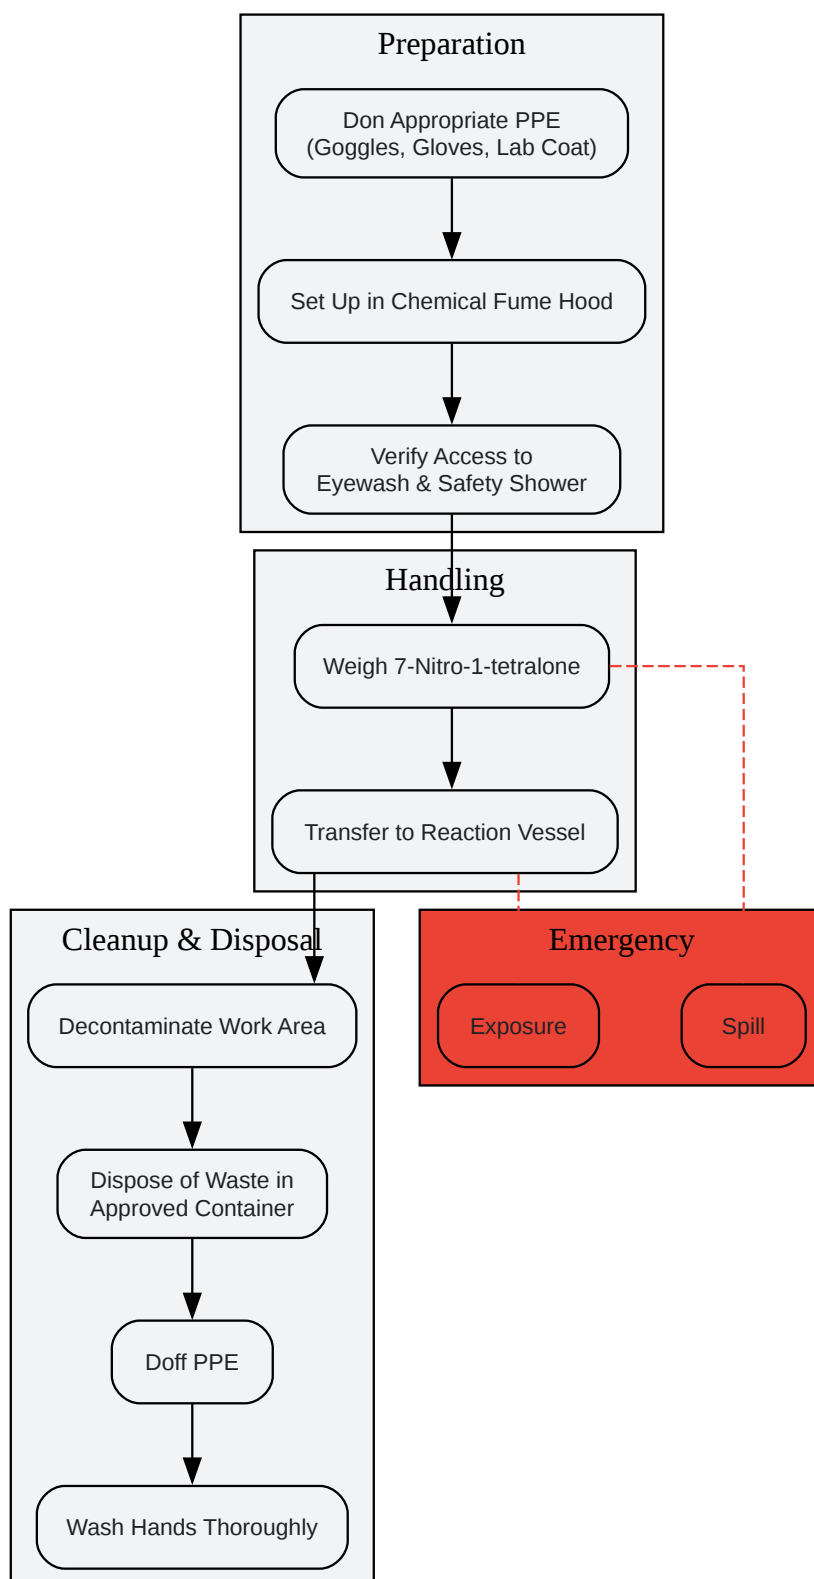 Preparation
Don Appropriate PPE
(Goggles, Gloves, Lab Coat)
Set Up in Chemical Fume Hood
Verify Access to
Eyewash & Safety Shower
Handling
Weigh 7-Nitro-1-tetralone
Transfer to Reaction Vessel
Cleanup & Disposal
Decontaminate Work Area
Dispose of Waste in
Approved Container
Doff PPE
Wash Hands Thoroughly
Emergency
Exposure
Spill